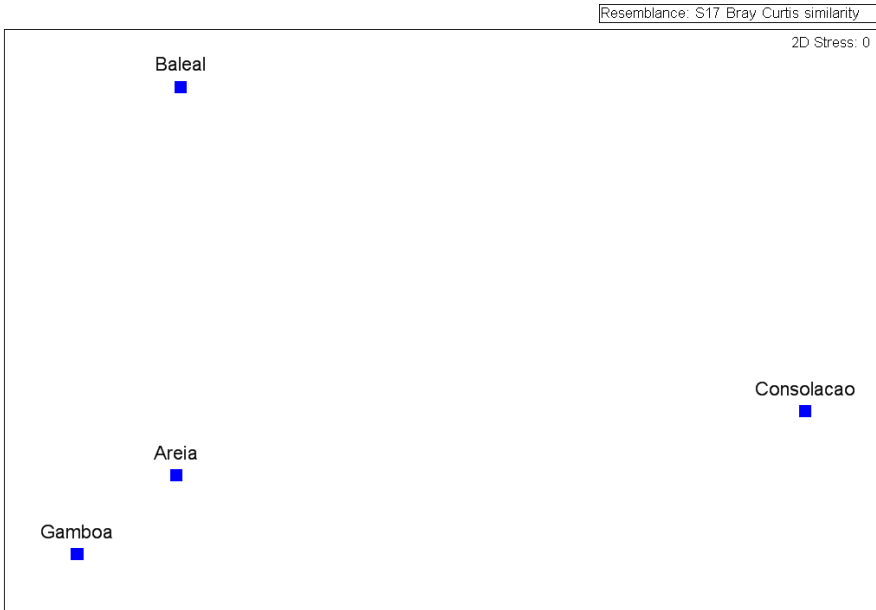 Resemblance: S17 Bray Curtis similarity
2D Stress: 0
Baleal
Consolacao
Areia
Gamboa